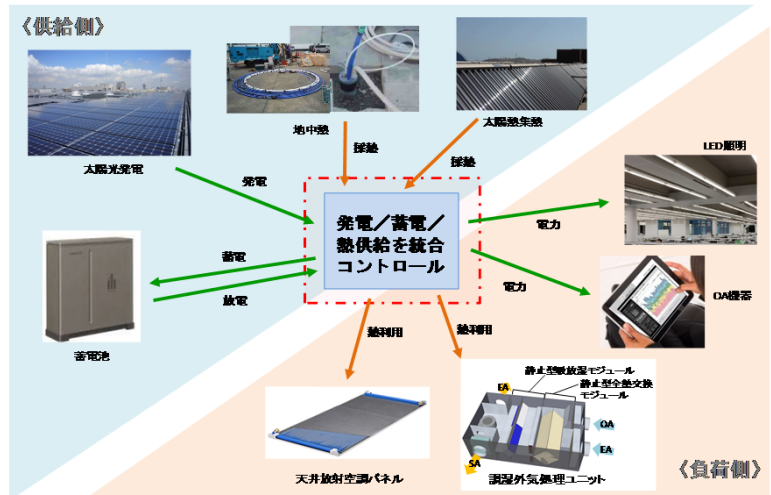 〈供給側〉
地中熱
太陽熱集熱
太陽光発電
採熱
採熱
発電
LED照明
発電／蓄電／
熱供給を統合
コントロール
電力
蓄電
放電
電力
OA機器
蓄電池
熱利用
熱利用
静止型吸放湿モジュール
静止型全熱交換
モジュール
EA
OA
EA
SA
天井放射空調パネル
調湿外気処理ユニット
〈負荷側〉